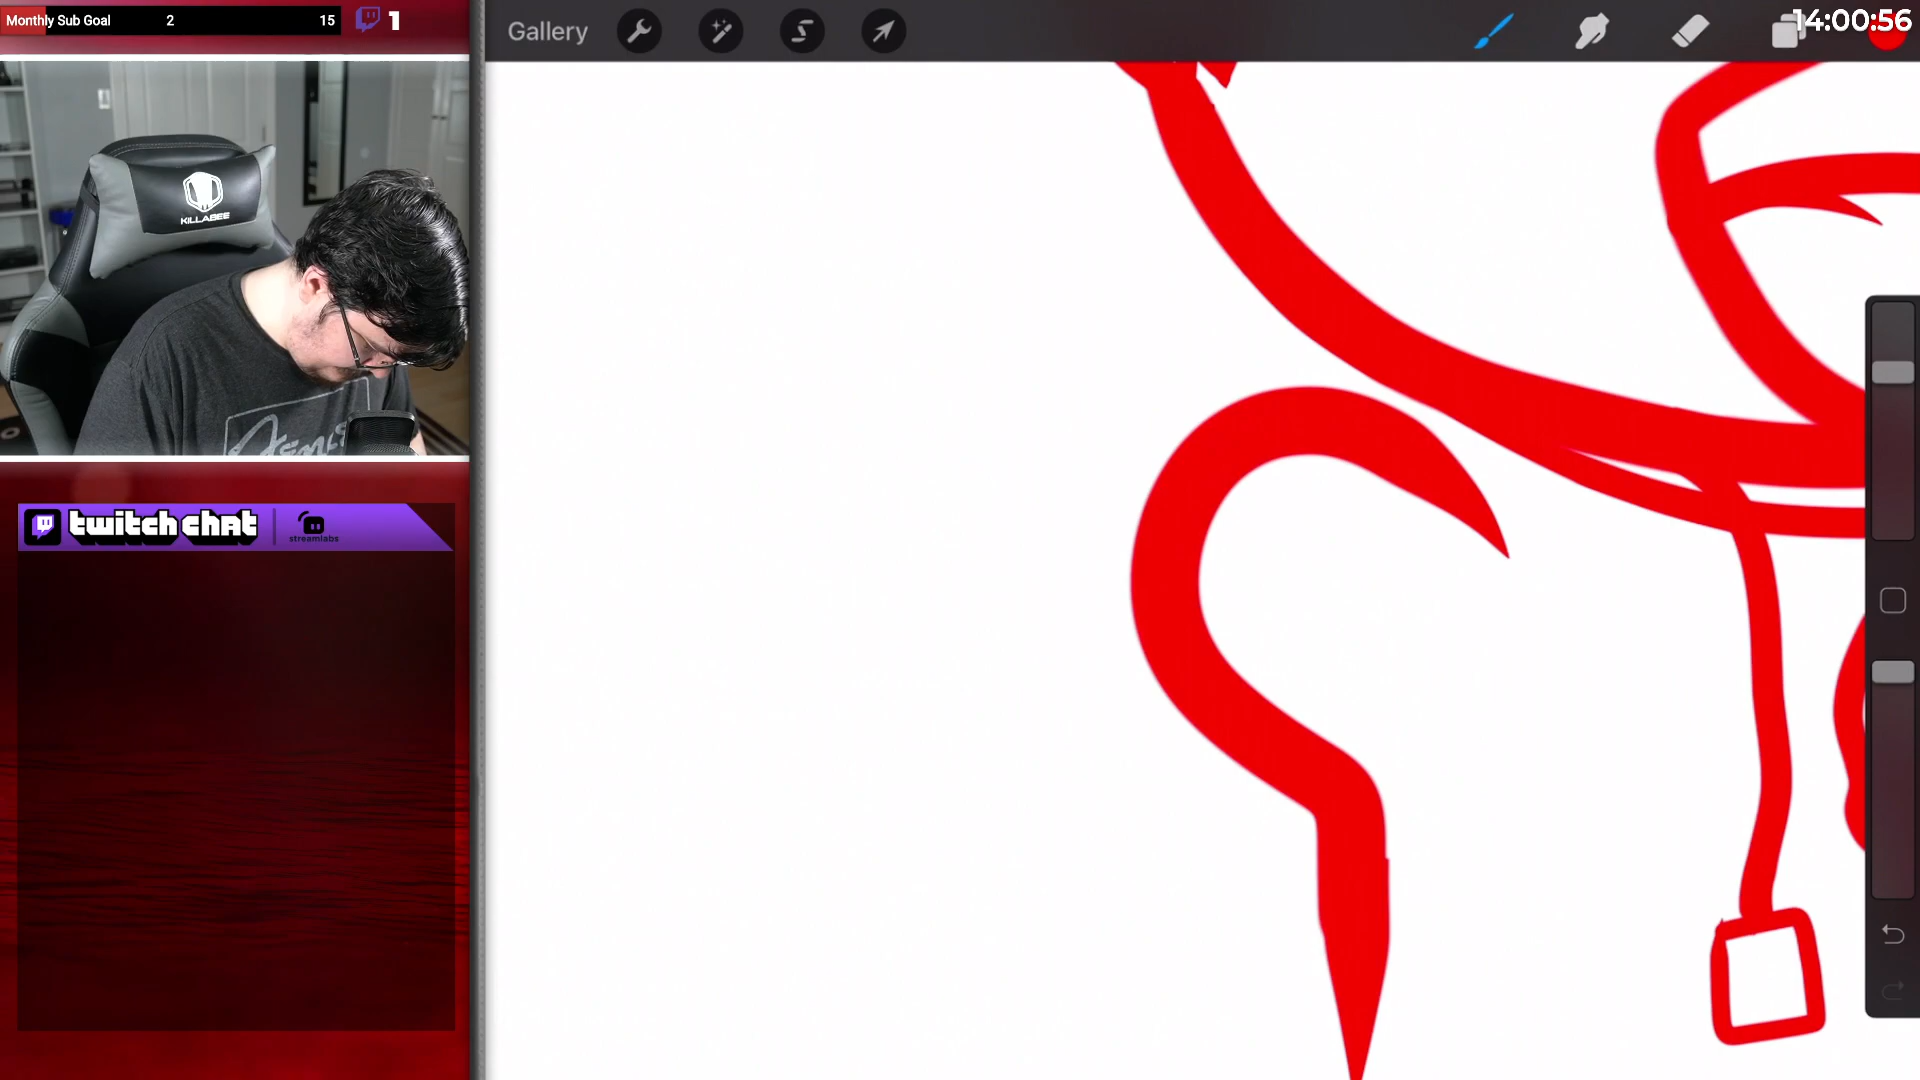 Monthly Sub Goal 2 15 1
Gallery
14:00:56
KILLABEE
twitch chat
streamlabs